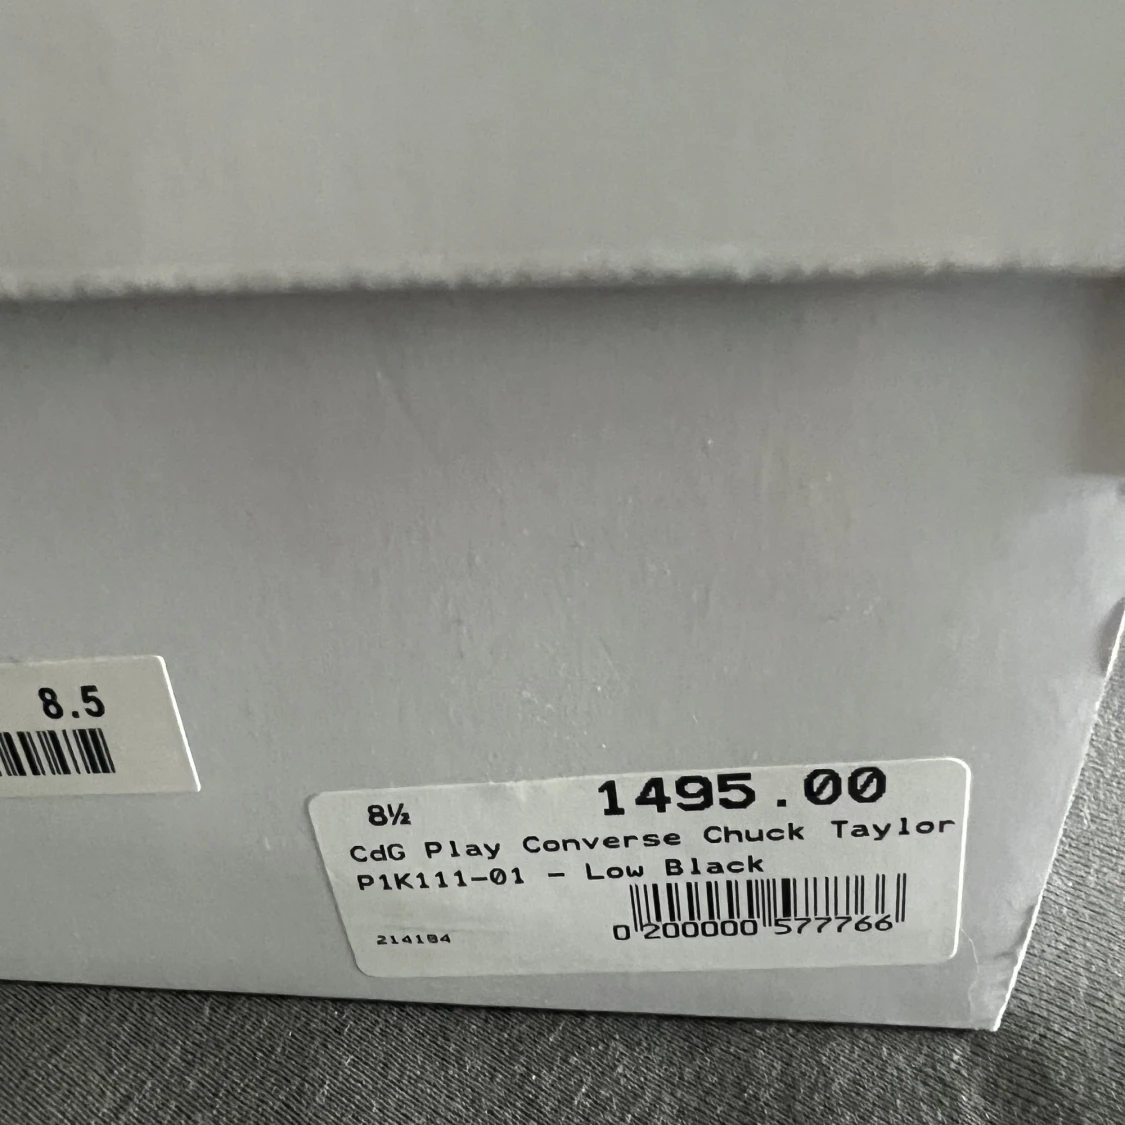 8.5
8½ 1495.00
CdG Play Converse Chuck Taylor
P1K111-01 - Low Black
214184
0 200000 577766